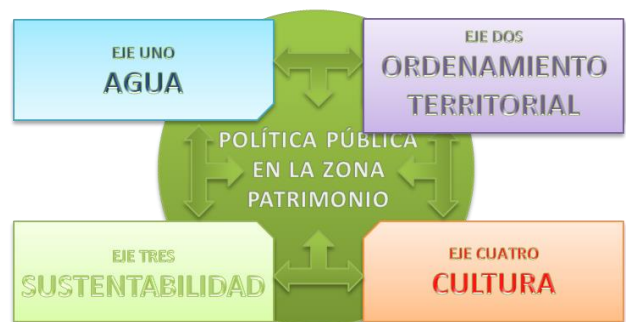 EJE UNO
AGUA
EJE DOS
ORDENAMIENTO
TERRITORIAL
POLÍTICA PÚBLICA
EN LA ZONA
PATRIMONIO
EJE TRES
SUSTENTABILIDAD
EJE CUATRO
CULTURA